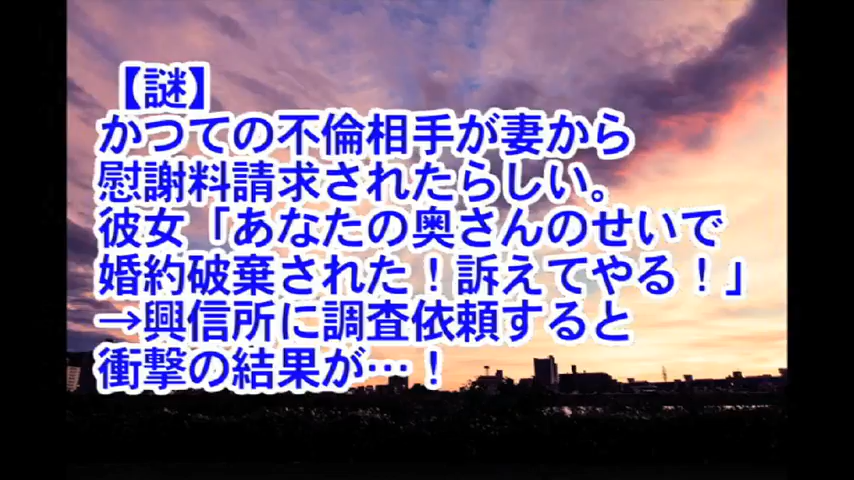 【謎】
かつての不倫相手が妻から
慰謝料請求されたらしい。
彼女「あなたの奥さんのせいで
婚約破棄された！訴えてやる！」
→興信所に調査依頼すると
衝撃の結果が…！